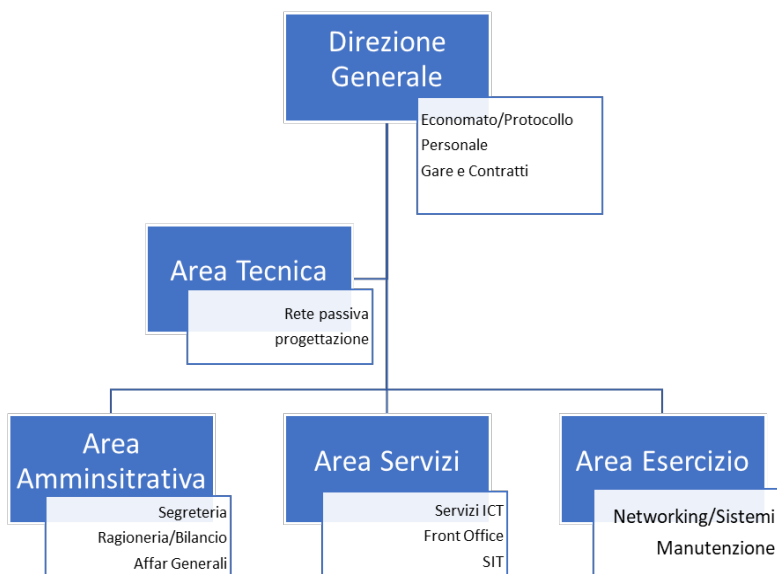 Direzione
Generale
Economato/Protocollo
Personale
Gare e Contratti
Area Tecnica
Rete passiva
progettazione
Area
Amminsitrativa
Segreteria
Ragioneria/Bilancio
Affar Generali
Area Servizi
Servizi ICT
Front Office
SIT
Area Esercizio
Networking/Sistemi
Manutenzione